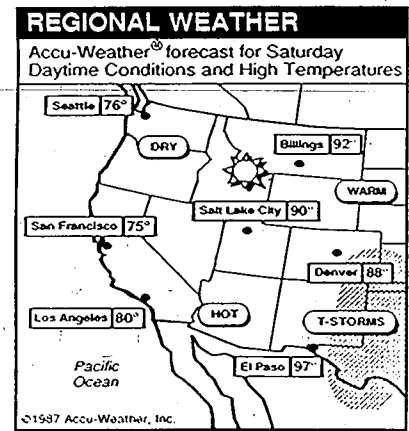 REGIONAL WEATHER
Accu-Weather® forecast for Saturday
Daytime Conditions and High Temperatures
Seattle 76°
DRY
Billings 92°
WARM
Salt Lake City 90°
San Francisco 75°
Denver 88°
Los Angeles 80°
HOT
T-STORMS
El Paso 97°
Pacific
Ocean
©1987 Accu-Weather, Inc.